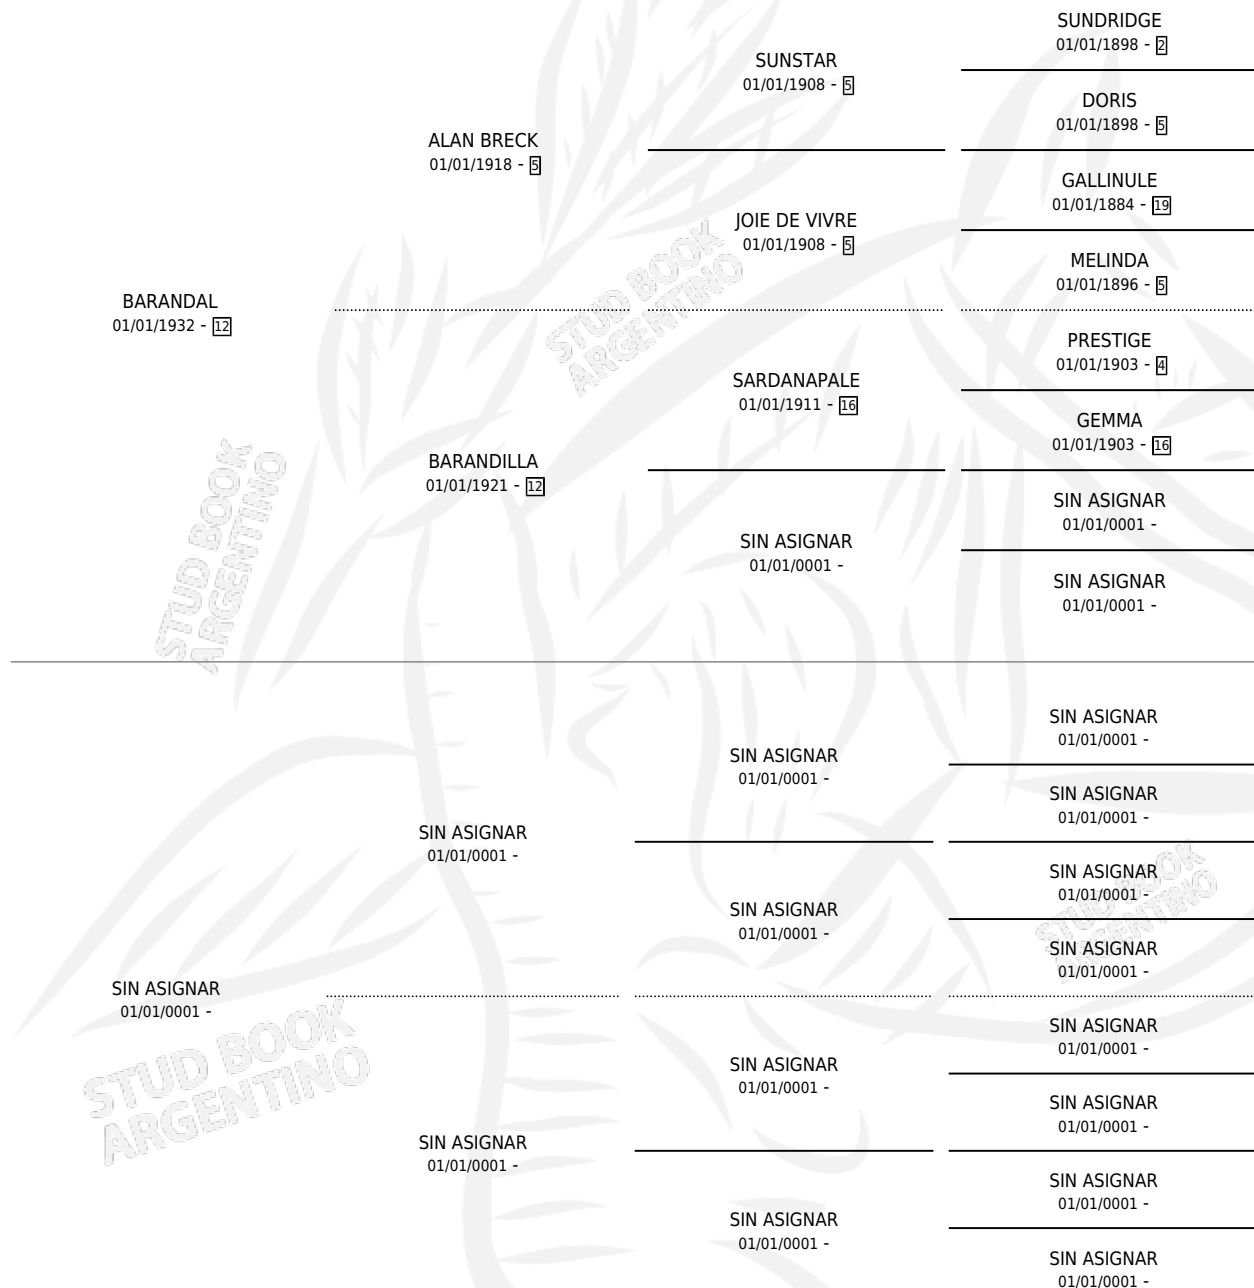 SUNDRIDGE
01/01/1898 - 2
SUNSTAR
01/01/1908 - 5
DORIS
01/01/1898 - 5
ALAN BRECK
01/01/1918 - 5
GALLINULE
01/01/1884 - 19
JOIE DE VIVRE
01/01/1908 - 5
MELINDA
01/01/1896 - 5
BARANDAL
01/01/1932 - 12
PRESTIGE
01/01/1903 - 4
SARDANAPALE
01/01/1911 - 16
GEMMA
01/01/1903 - 16
BARANDILLA
01/01/1921 - 12
SIN ASIGNAR
01/01/0001 -
SIN ASIGNAR
01/01/0001 -
SIN ASIGNAR
01/01/0001 -
SIN ASIGNAR
01/01/0001 -
SIN ASIGNAR
01/01/0001 -
SIN ASIGNAR
01/01/0001 -
SIN ASIGNAR
01/01/0001 -
SIN ASIGNAR
01/01/0001 -
SIN ASIGNAR
01/01/0001 -
SIN ASIGNAR
01/01/0001 -
SIN ASIGNAR
01/01/0001 -
SIN ASIGNAR
01/01/0001 -
SIN ASIGNAR
01/01/0001 -
SIN ASIGNAR
01/01/0001 -
SIN ASIGNAR
01/01/0001 -
SIN ASIGNAR
01/01/0001 -
SIN ASIGNAR
01/01/0001 -
SIN ASIGNAR
01/01/0001 -
STUD BOOK
ARGENTINO
STUD BOOK
ARGENTINO
STUD BOOK
ARGENTINO
STUD BOOK
ARGENTINO